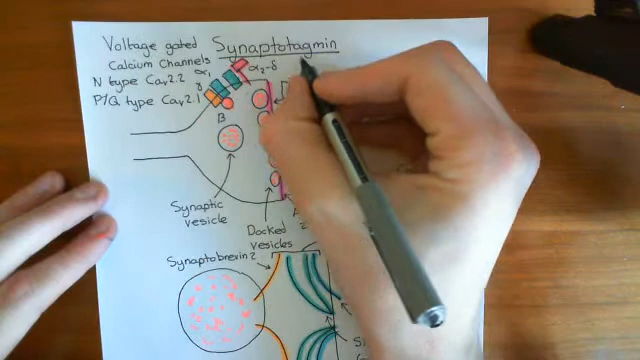 Voltage gated Synaptotagmin
Calcium Channels
N type Cav2.2 α₁ α₂-δ
P/Q type Cav2.1 γ
β
Synaptic
vesicle
Docked
vesicles
Synaptobrevin 2